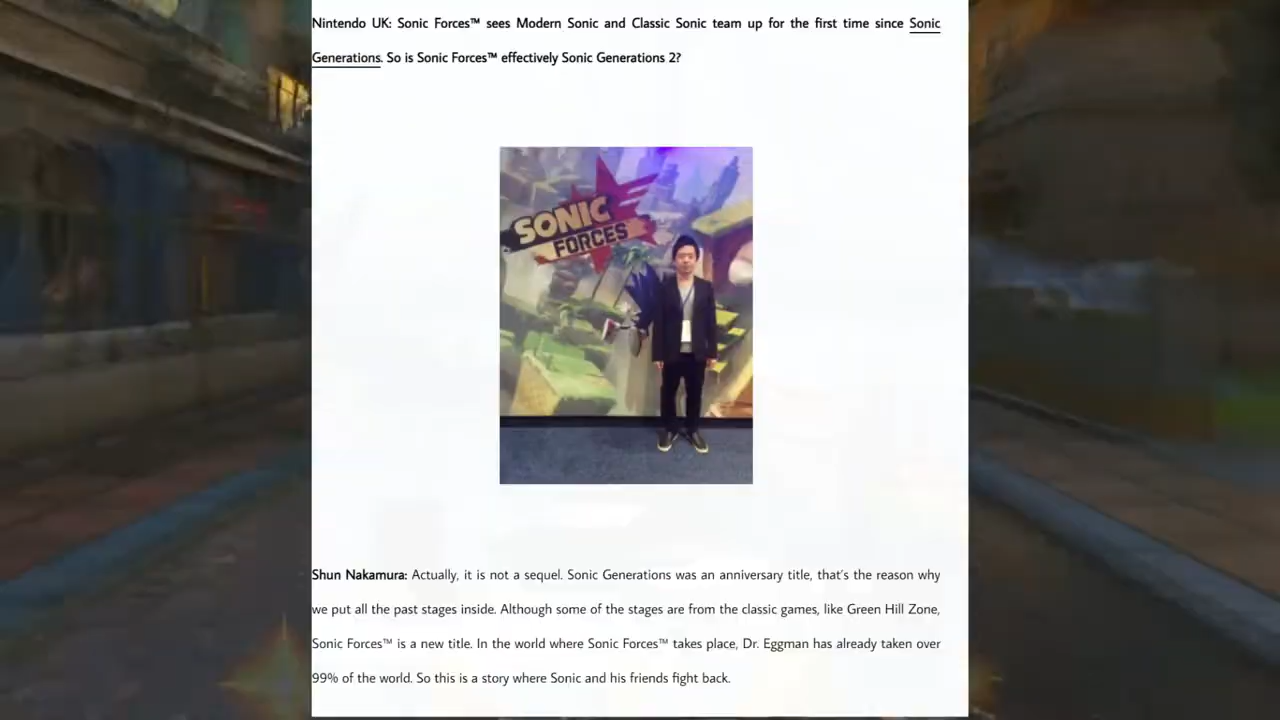 Nintendo UK: Sonic Forces™ sees Modern Sonic and Classic Sonic team up for the first time since Sonic
Generations. So is Sonic Forces™ effectively Sonic Generations 2?
SONIC
FORCES
Shun Nakamura: Actually, it is not a sequel. Sonic Generations was an anniversary title, that's the reason why
we put all the past stages inside. Although some of the stages are from the classic games, like Green Hill Zone,
Sonic Forces™ is a new title. In the world where Sonic Forces™ takes place, Dr. Eggman has already taken over
99% of the world. So this is a story where Sonic and his friends fight back.